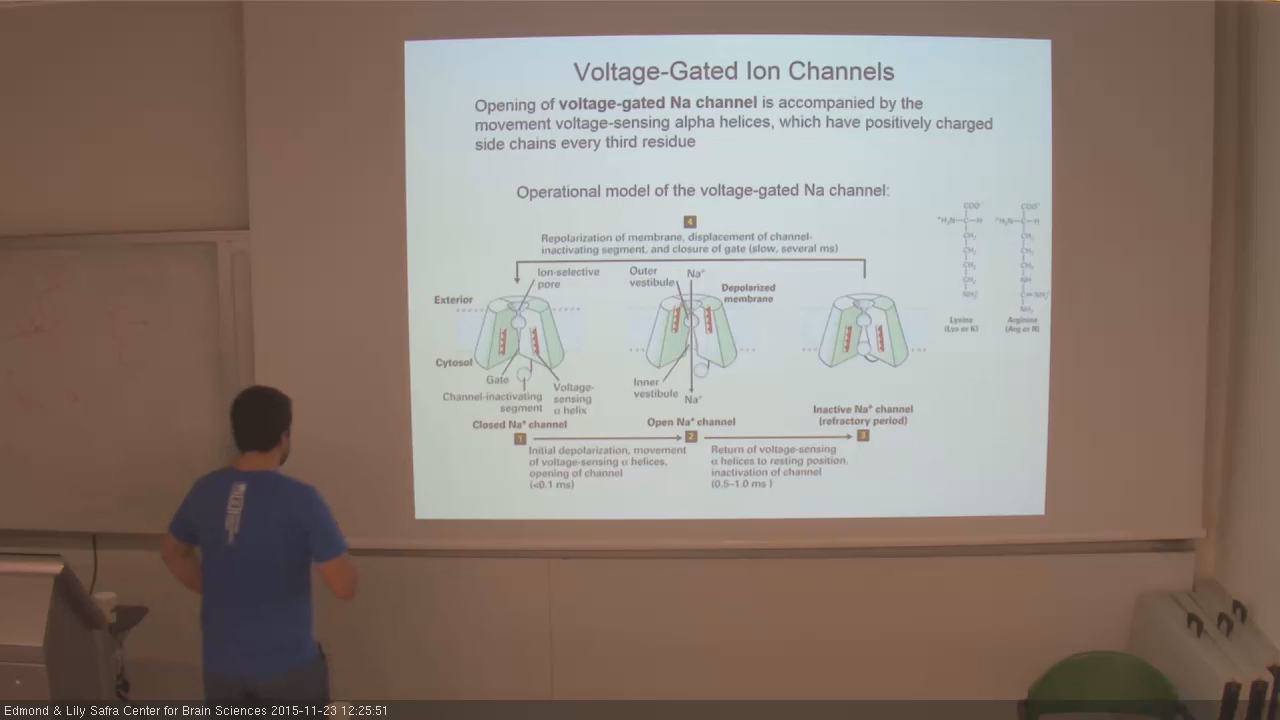 Voltage-Gated Ion Channels
Opening of voltage-gated Na channel is accompanied by the
movement voltage-sensing alpha helices, which have positively charged
side chains every third residue
Operational model of the voltage-gated Na channel:
4
Repolarization of membrane, displacement of channel-
inactivating segment, and closure of gate (slow, several ms)
Ion-selective
pore
Outer
vestibule
Na⁺
Depolarized
membrane
Exterior
Cytosol
Gate
Channel-inactivating
segment
Voltage-
sensing
α helix
Inner
vestibule
Na⁺
Closed Na⁺ channel
Open Na⁺ channel
Inactive Na⁺ channel
(refractory period)
1
2
3
Initial depolarization, movement
of voltage-sensing α helices,
opening of channel
(<0.1 ms)
Return of voltage-sensing
α helices to resting position,
inactivation of channel
(0.5–1.0 ms )
COO⁻
⁺H₃N–C–H
CH₂
CH₂
CH₂
CH₂
NH₃⁺
Lysine
(Lys or K)
COO⁻
⁺H₃N–C–H
CH₂
CH₂
CH₂
NH
C=NH₂⁺
NH₂
Arginine
(Arg or R)
Edmond & Lily Safra Center for Brain Sciences 2015-11-23 12:25:51